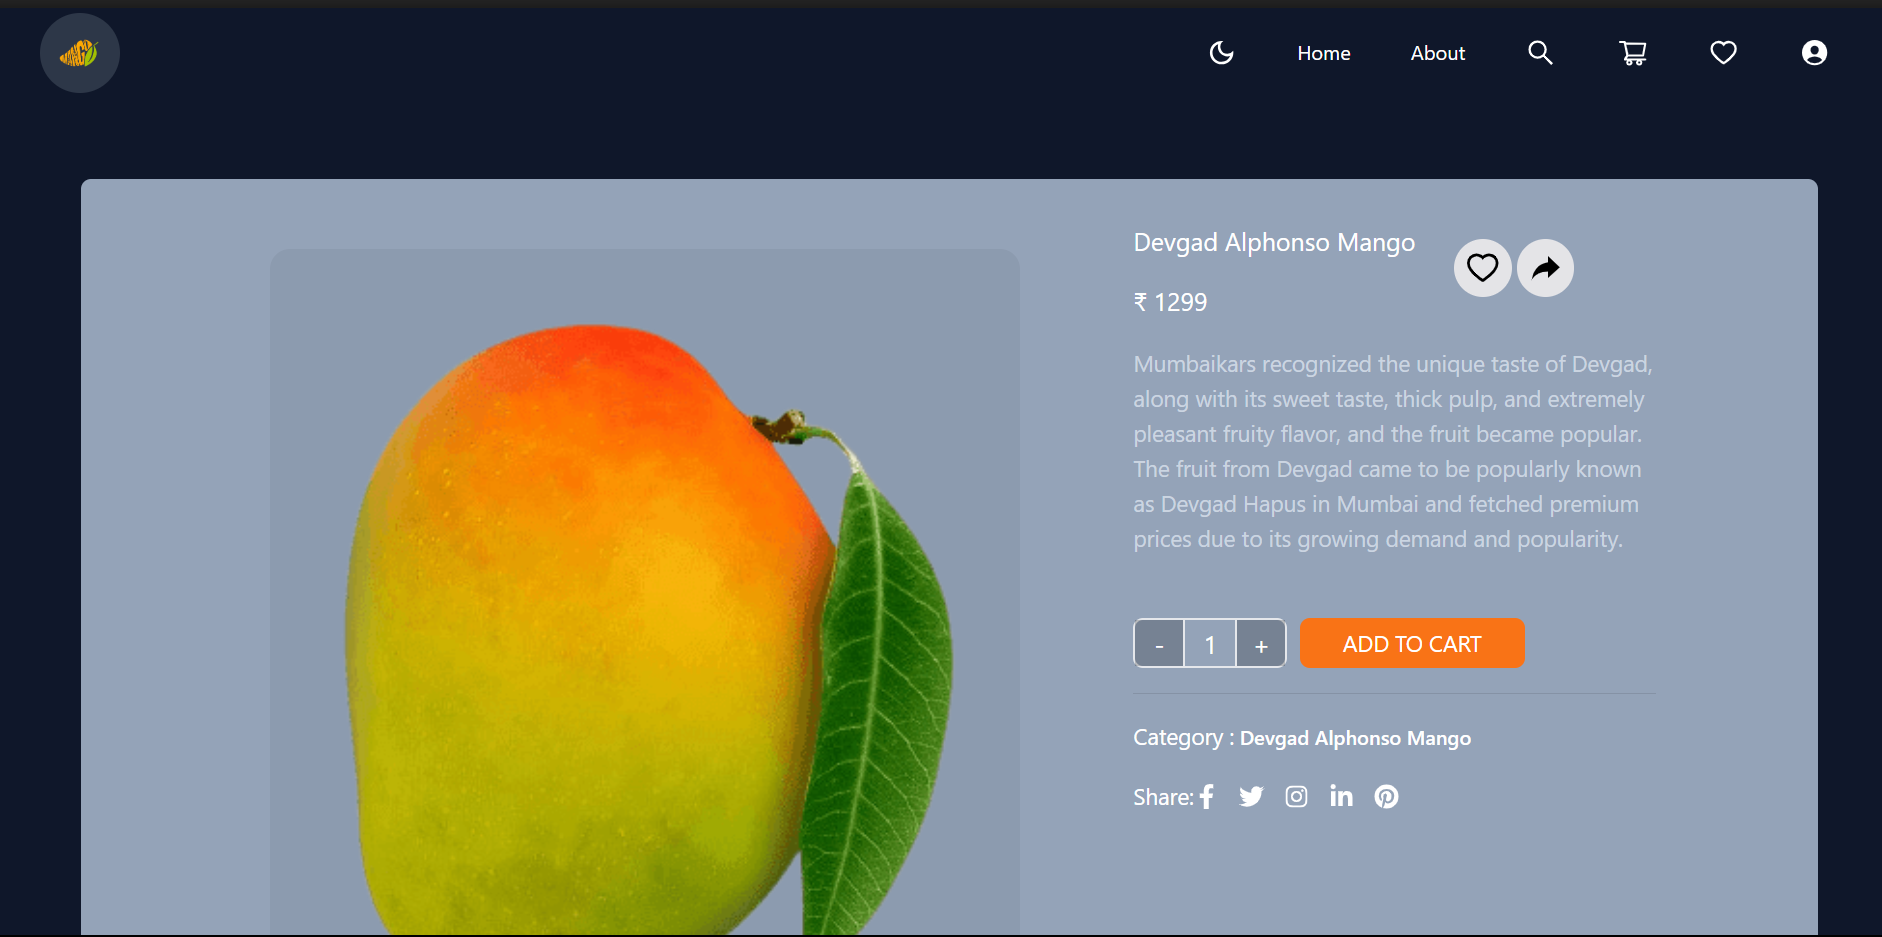 MANGO
Home
About
Devgad Alphonso Mango
₹ 1299
Mumbaikars recognized the unique taste of Devgad,
along with its sweet taste, thick pulp, and extremely
pleasant fruity flavor, and the fruit became popular.
The fruit from Devgad came to be popularly known
as Devgad Hapus in Mumbai and fetched premium
prices due to its growing demand and popularity.
- 1 + ADD TO CART
Category : Devgad Alphonso Mango
Share: